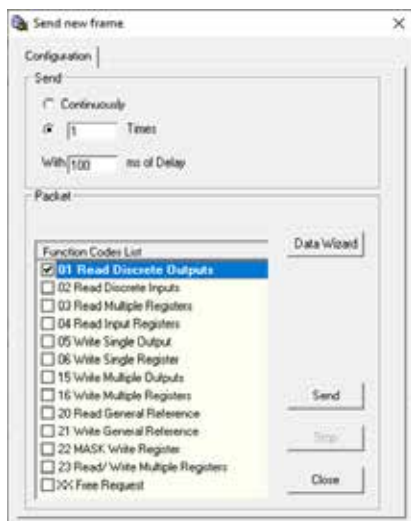 Send new frame
Configuration
Send
Continuously
1 Times
With 100 ms of Delay
Packet
Function Codes List
Data Wizard
01 Read Discrete Outputs
02 Read Discrete Inputs
03 Read Multiple Registers
04 Read Input Registers
05 Write Single Output
06 Write Single Register
15 Write Multiple Outputs
16 Write Multiple Registers
20 Read General Reference
21 Write General Reference
22 MASK Write Register
23 Read/ Write Multiple Registers
XX Free Request
Send
Stop
Close